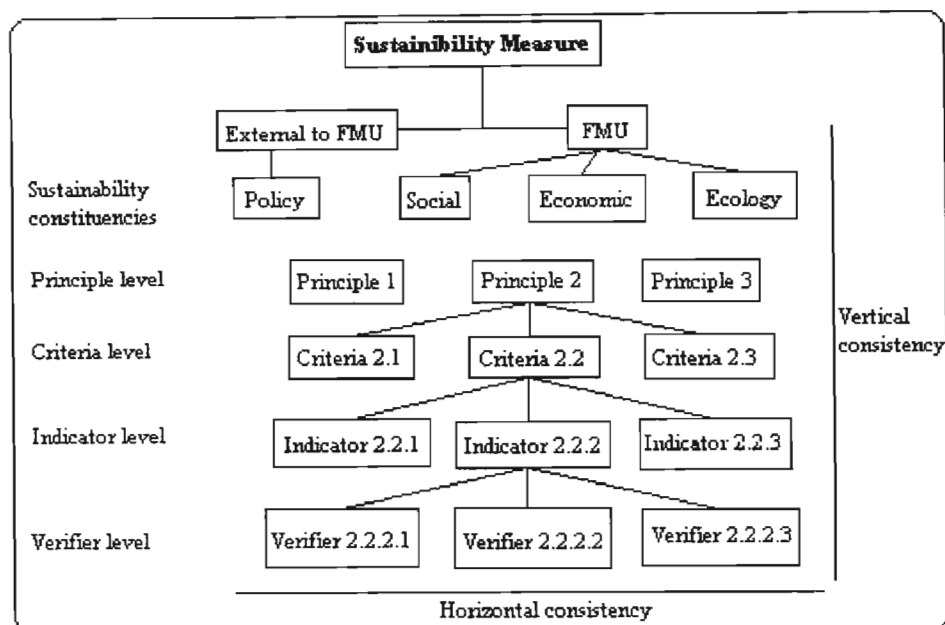 Sustainibility Measure
External to FMU
FMU
Sustainability
constituencies
Policy
Social
Economic
Ecology
Principle level
Principle 1
Principle 2
Principle 3
Vertical
consistency
Criteria level
Criteria 2.1
Criteria 2.2
Criteria 2.3
Indicator level
Indicator 2.2.1
Indicator 2.2.2
Indicator 2.2.3
Verifier level
Verifier 2.2.2.1
Verifier 2.2.2.2
Verifier 2.2.2.3
Horizontal consistency